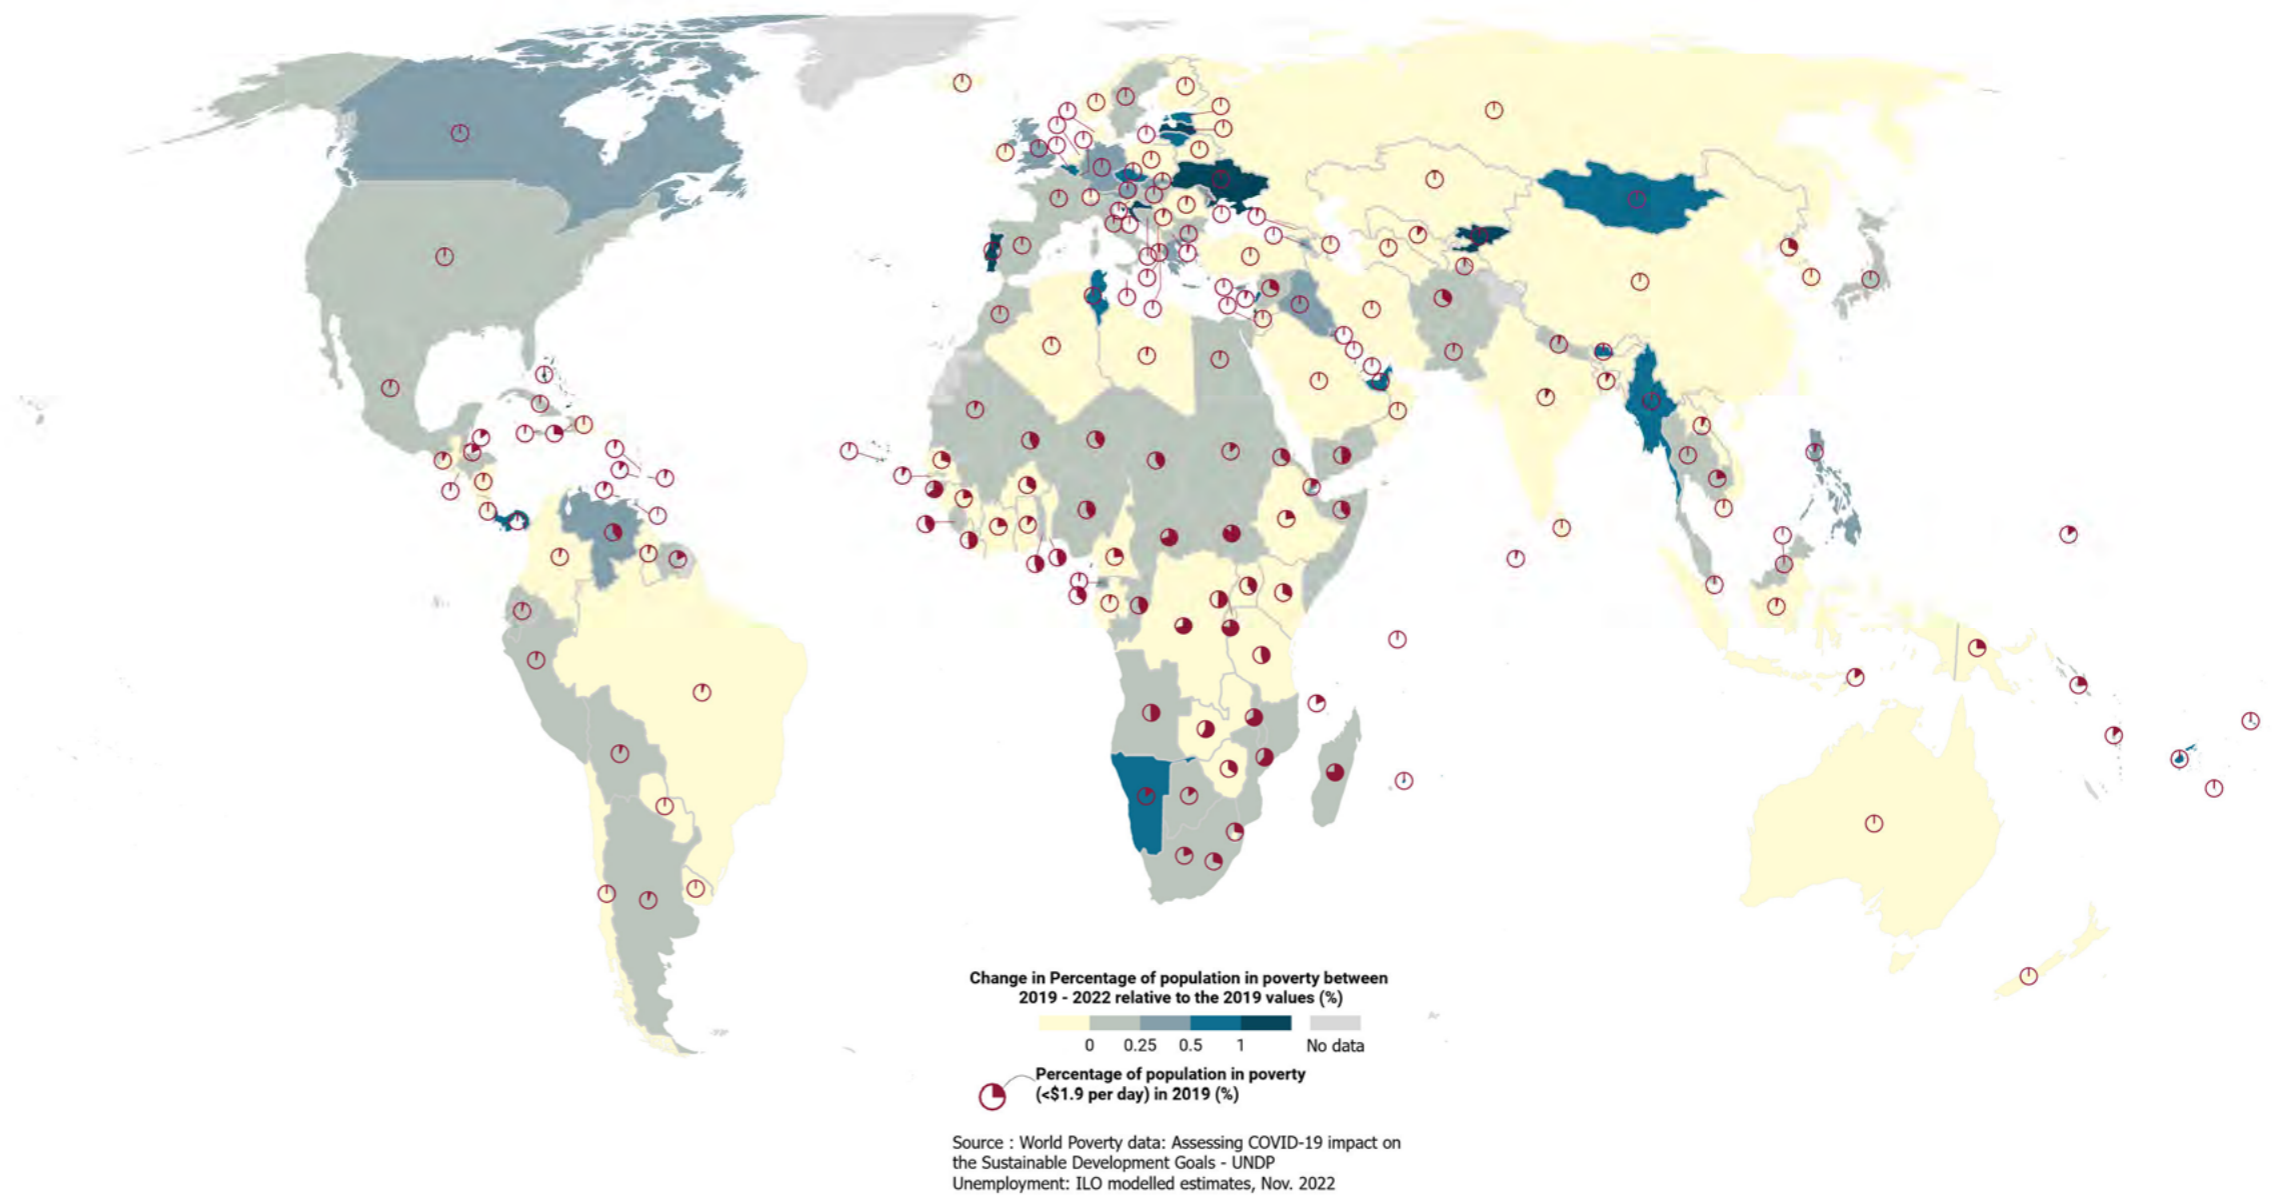 Change in Percentage of population in poverty between
2019 - 2022 relative to the 2019 values (%)
0 0.25 0.5 1 No data
Percentage of population in poverty
(<$1.9 per day) in 2019 (%)
Source : World Poverty data: Assessing COVID-19 impact on
the Sustainable Development Goals - UNDP
Unemployment: ILO modelled estimates, Nov. 2022